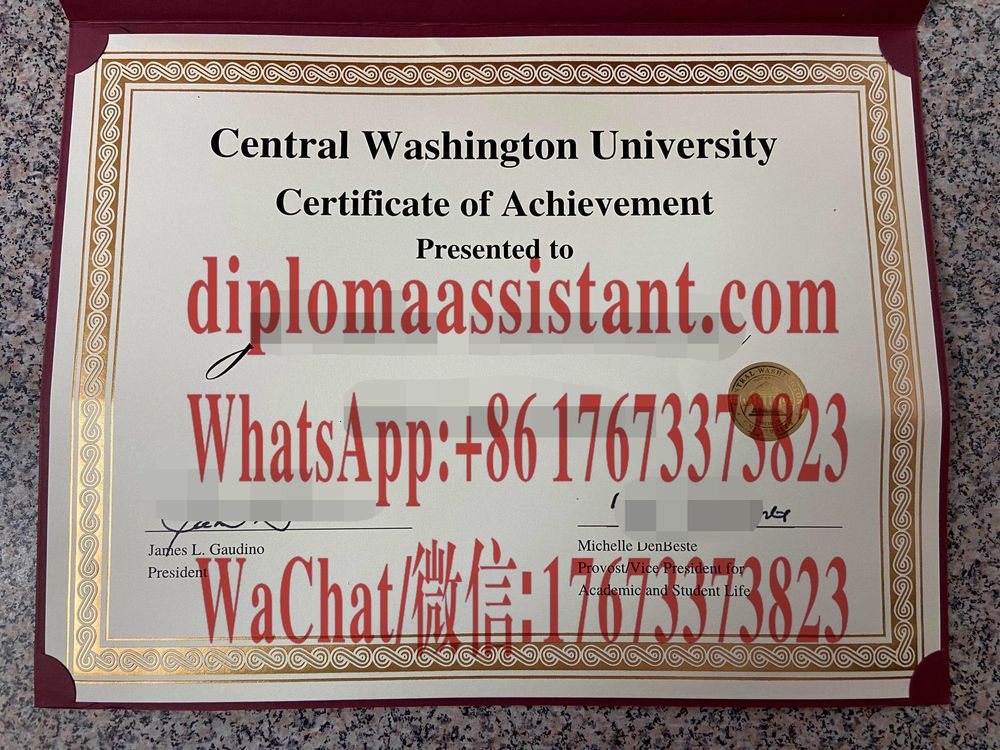 Central Washington University
Certificate of Achievement
Presented to
diplomaassistant.com
WhatsApp:+86 17673373823
James L. Gaudino
President
Michelle DenBeste
Provost/Vice President for
Academic and Student Life
WaChat/微信:17673373823